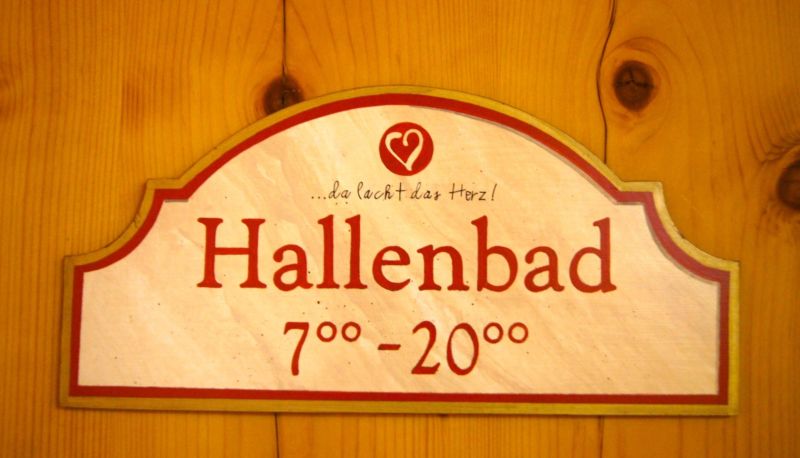 ...da lacht das Herz!
Hallenbad
7⁰⁰ - 20⁰⁰